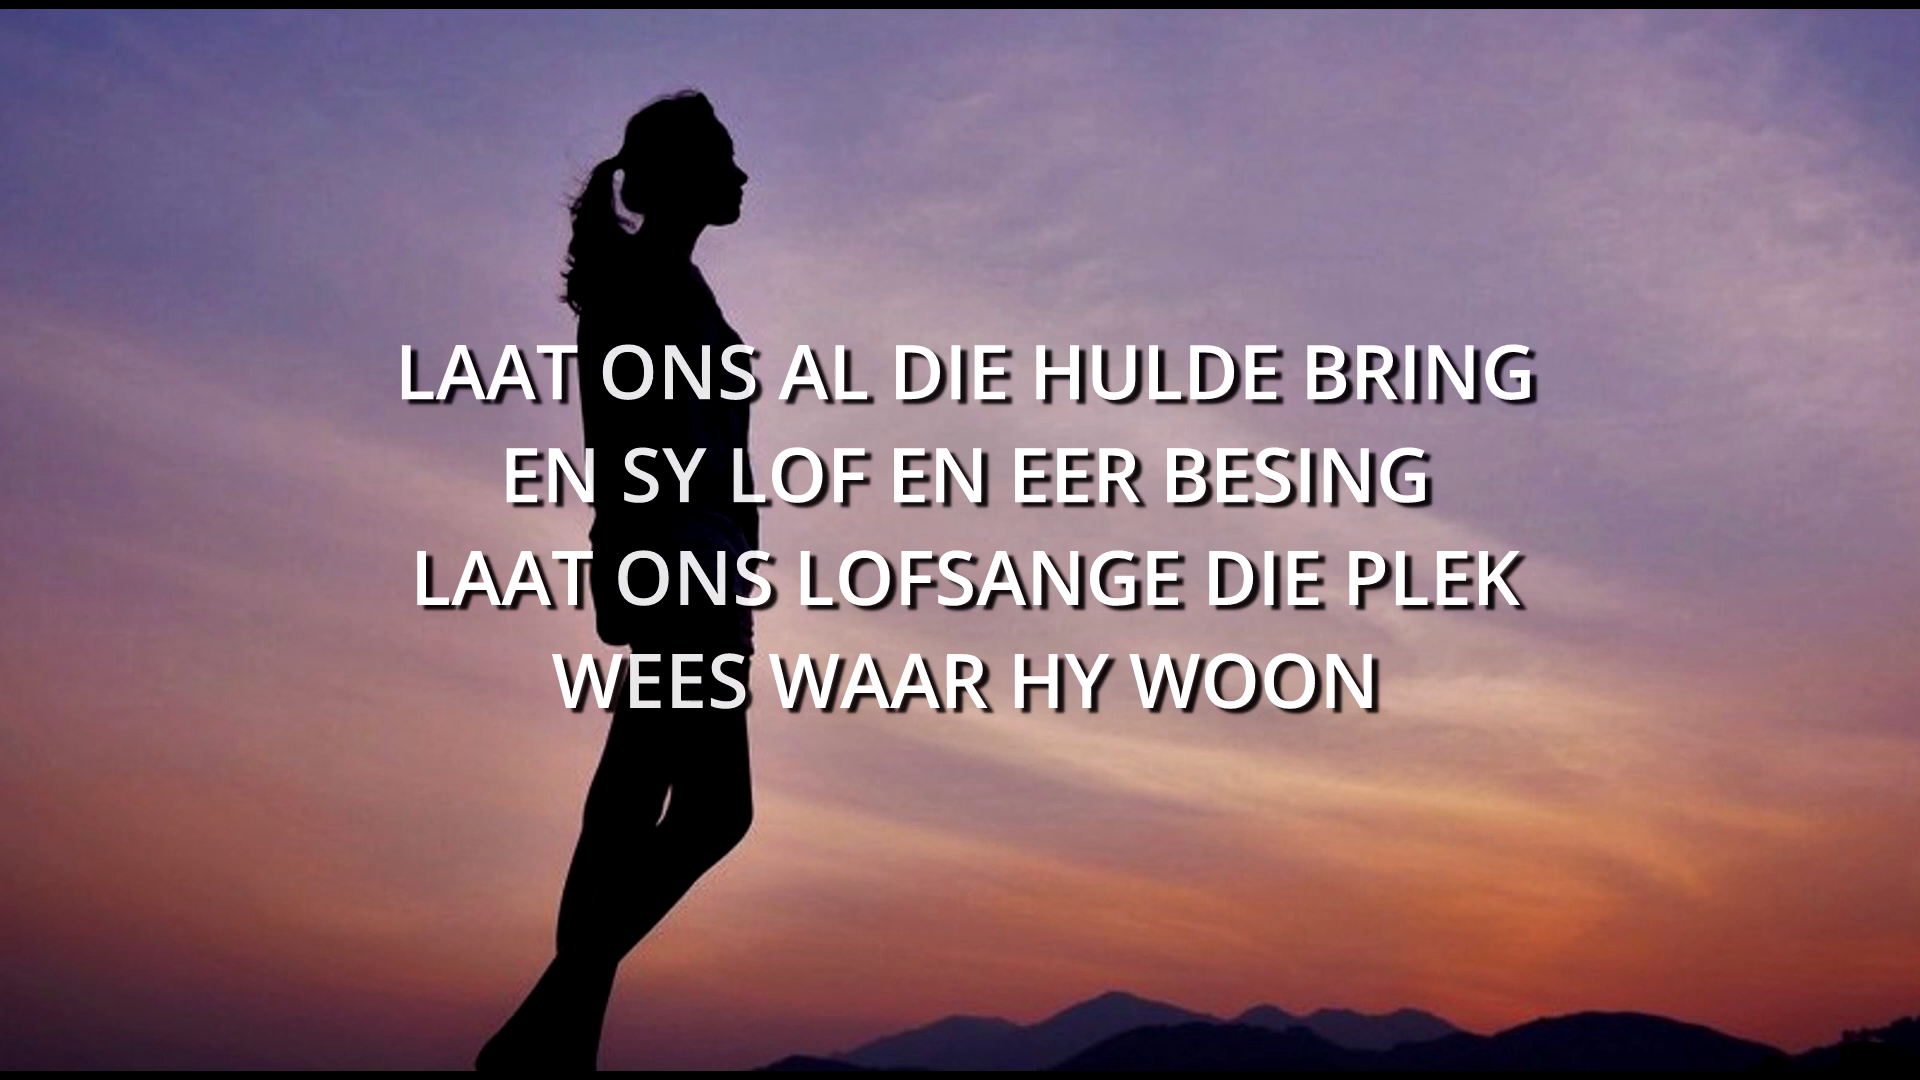 LAAT ONS AL DIE HULDE BRING
EN SY LOF EN EER BESING
LAAT ONS LOFSANGE DIE PLEK
WEES WAAR HY WOON